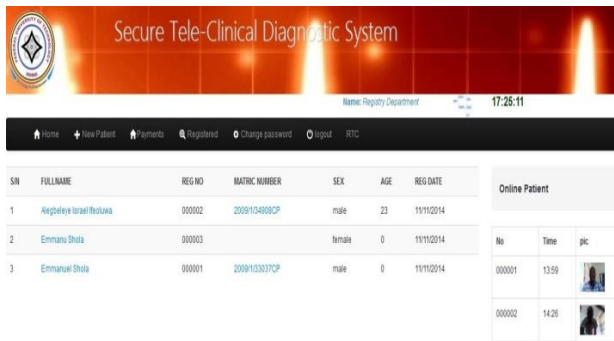 Secure Tele-Clinical Diagnostic System
Name: Registry Department 17:25:11
Home New Patient Payments Registered Change password logout RTC
S/N FULLNAME REG NO MATRIC NUMBER SEX AGE REG DATE
1 Alegbeleye Israel Ifeoluwa 000002 2009/1/34908CP male 23 11/11/2014
2 Emmanu Shola 000003 female 0 11/11/2014
3 Emmanuel Shola 000001 2009/1/33037CP male 0 11/11/2014
Online Patient
No Time pic
000001 13:59
000002 14:26